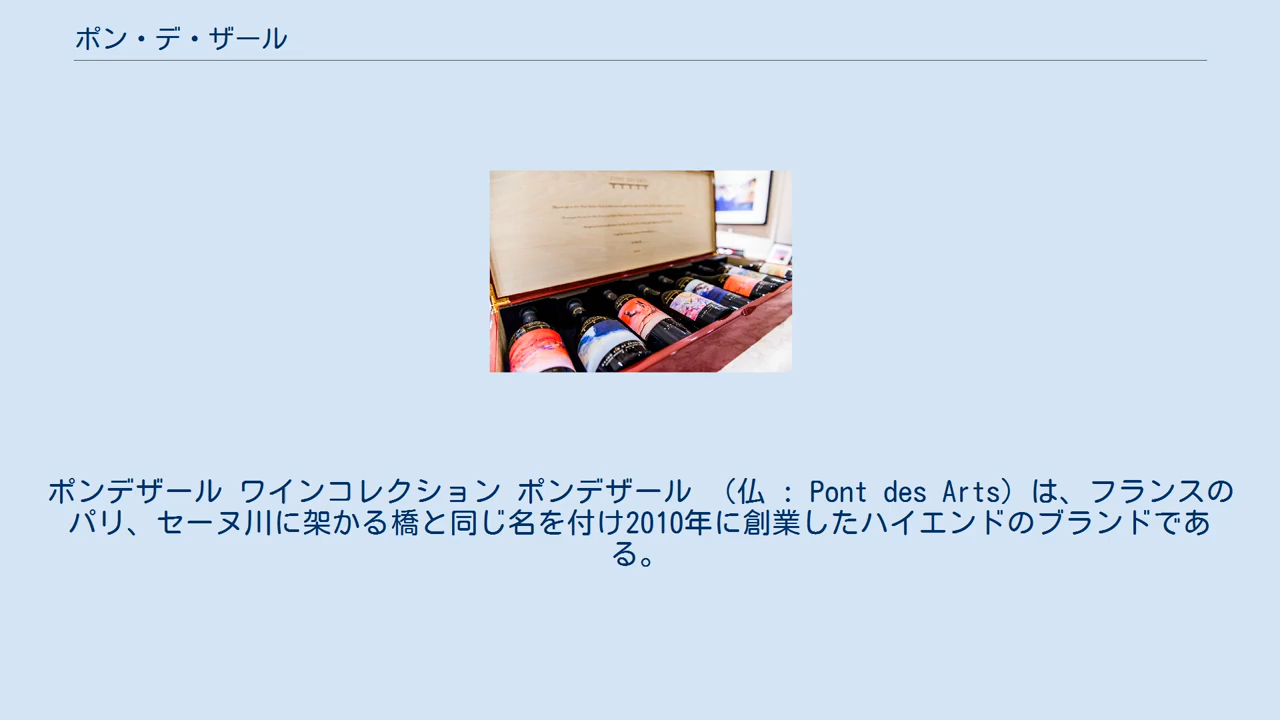 ポン・デ・ザール
ポンデザール ワインコレクション ポンデザール （仏 : Pont des Arts）は、フランスの
パリ、セーヌ川に架かる橋と同じ名を付け2010年に創業したハイエンドのブランドであ
る。